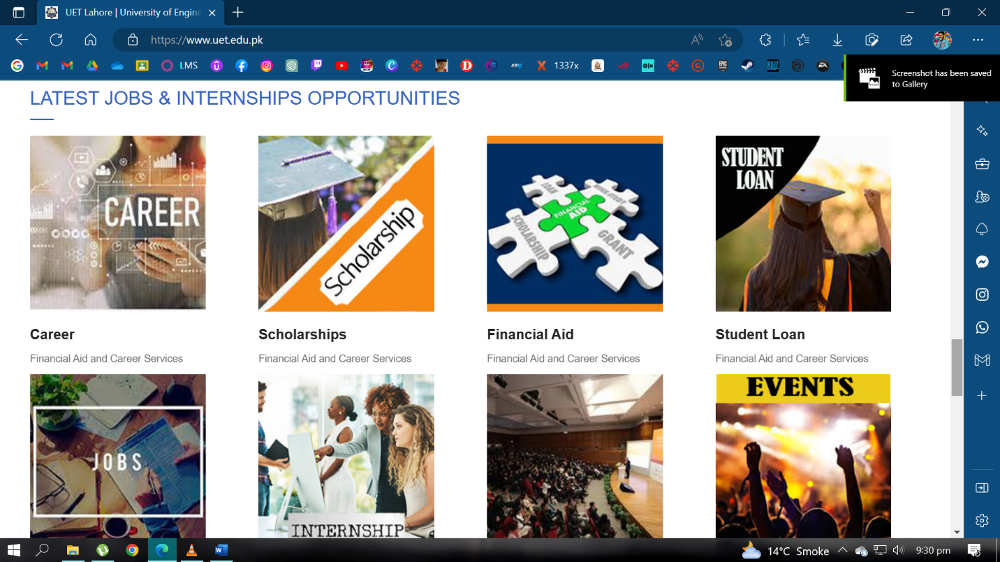 UET Lahore | University of Engine
https://www.uet.edu.pk
LMS
1337x
Screenshot has been saved
to Gallery
LATEST JOBS & INTERNSHIPS OPPORTUNITIES
CAREER
Scholarship
LOAN
WORK-STUDY
FINANCIAL
AID
SCHOLARSHIP
GRANT
STUDENT
LOAN
Career
Scholarships
Financial Aid
Student Loan
Financial Aid and Career Services
Financial Aid and Career Services
Financial Aid and Career Services
Financial Aid and Career Services
JOBS
INTERNSHIP
EVENTS
14°C Smoke
9:30 pm